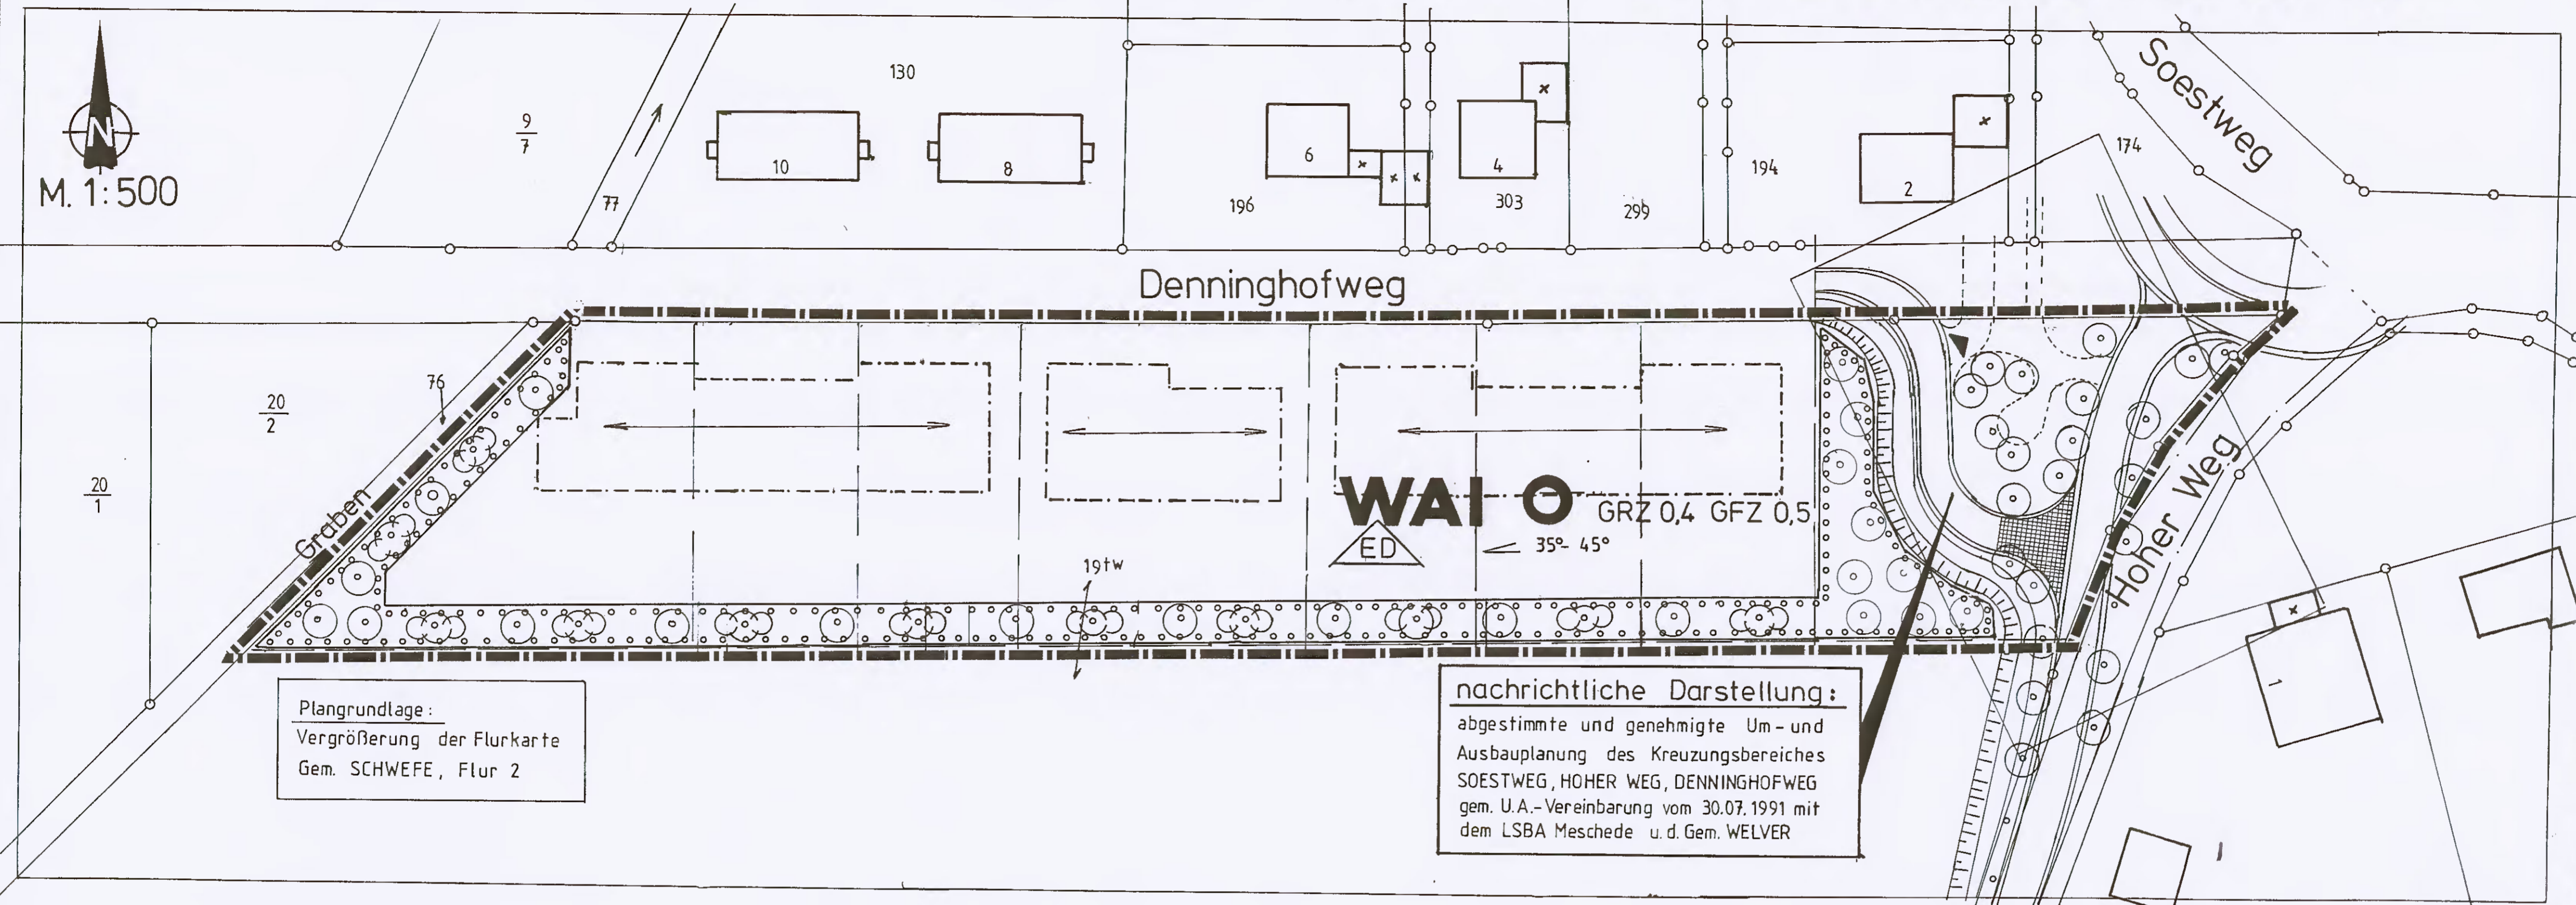 N
M. 1:500
9
7
77
130
10
8
6
x
x x
196
4
x
303
299
194
2
x
174
Soestweg
Denninghofweg
76
20
2
20
1
Graben
WAI O GRZ 0,4 GFZ 0,5
ED
35°- 45°
19tw
Hoher Weg
x
1
Plangrundlage:
Vergrößerung der Flurkarte
Gem. SCHWEFE, Flur 2
nachrichtliche Darstellung:
abgestimmte und genehmigte Um- und
Ausbauplanung des Kreuzungsbereiches
SOESTWEG, HOHER WEG, DENNINGHOFWEG
gem. U.A.-Vereinbarung vom 30.07.1991 mit
dem LSBA Meschede u. d. Gem. WELVER